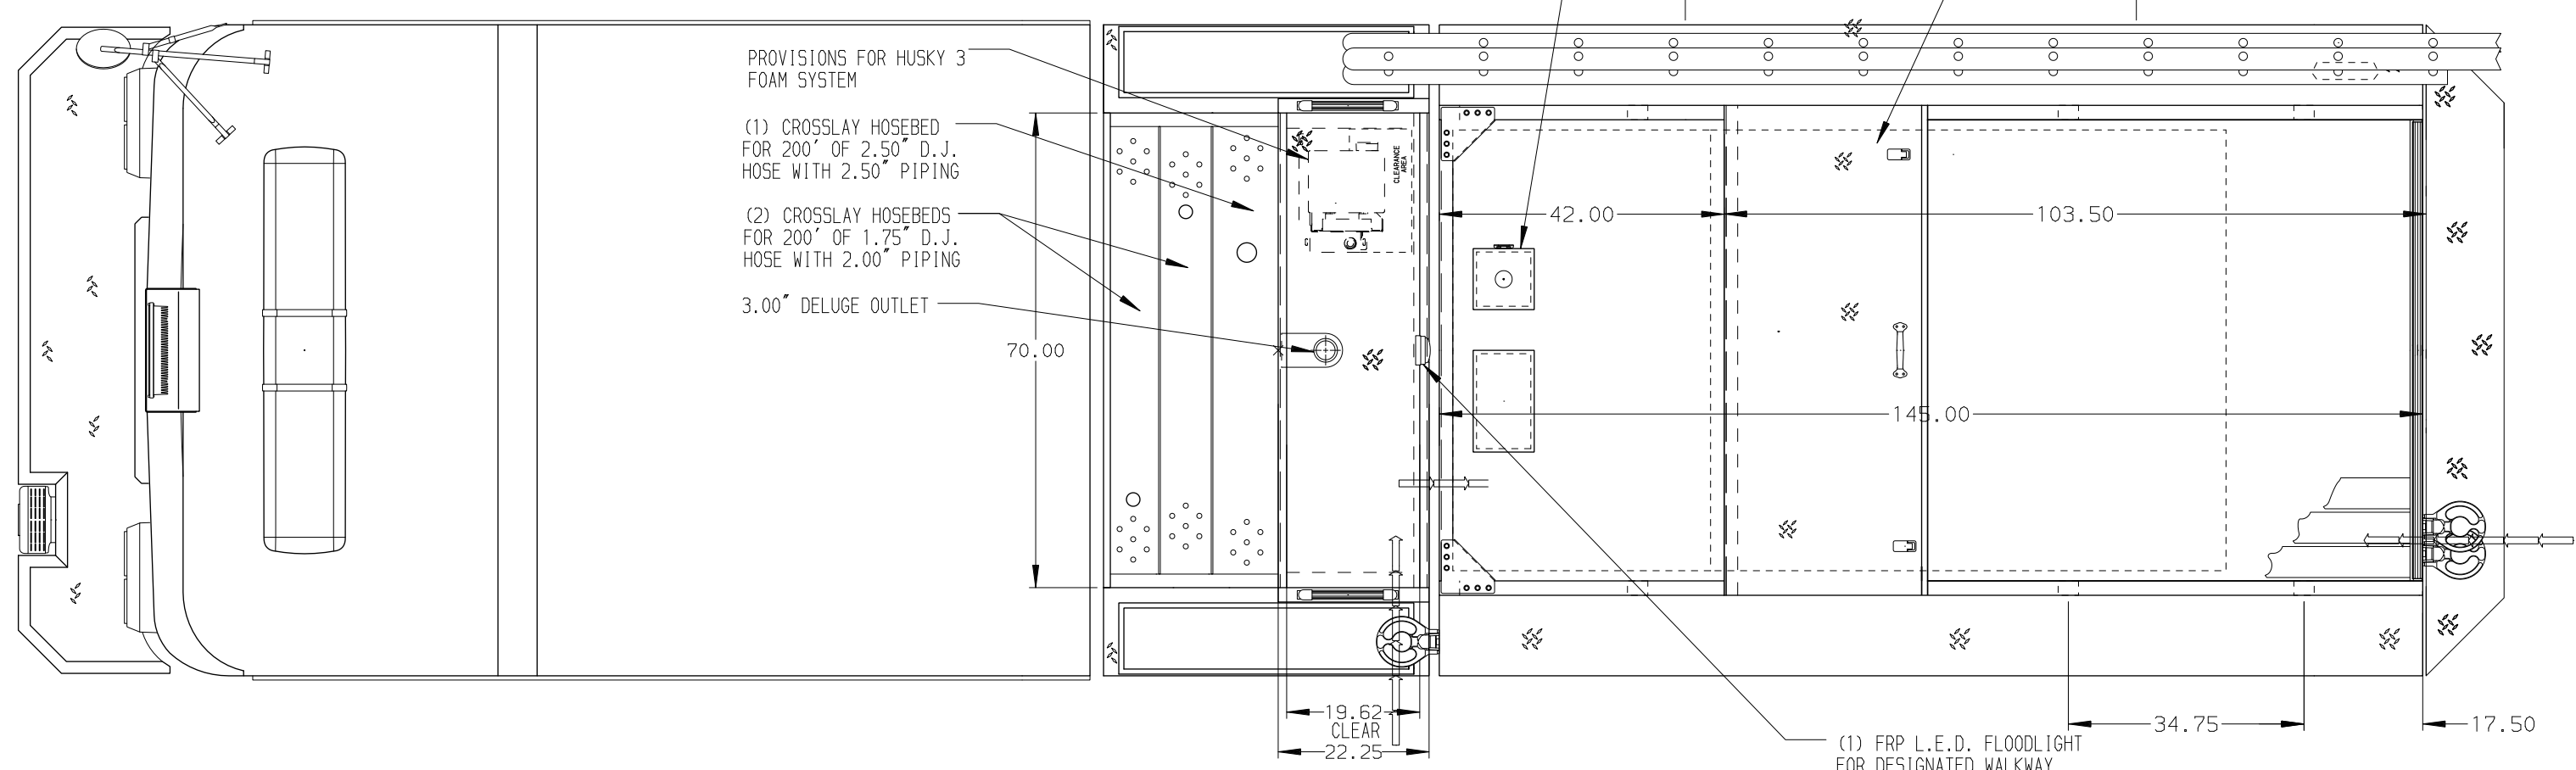 PROVISIONS FOR HUSKY 3
FOAM SYSTEM
(1) CROSSLAY HOSEBED
FOR 200' OF 2.50" D.J.
HOSE WITH 2.50" PIPING
(2) CROSSLAY HOSEBEDS
FOR 200' OF 1.75" D.J.
HOSE WITH 2.00" PIPING
3.00" DELUGE OUTLET
70.00
CLEARANCE
AREA
42.00
103.50
145.00
19.62
CLEAR
22.25
34.75
17.50
(1) FRP L.E.D. FLOODLIGHT
FOR DESIGNATED WALKWAY